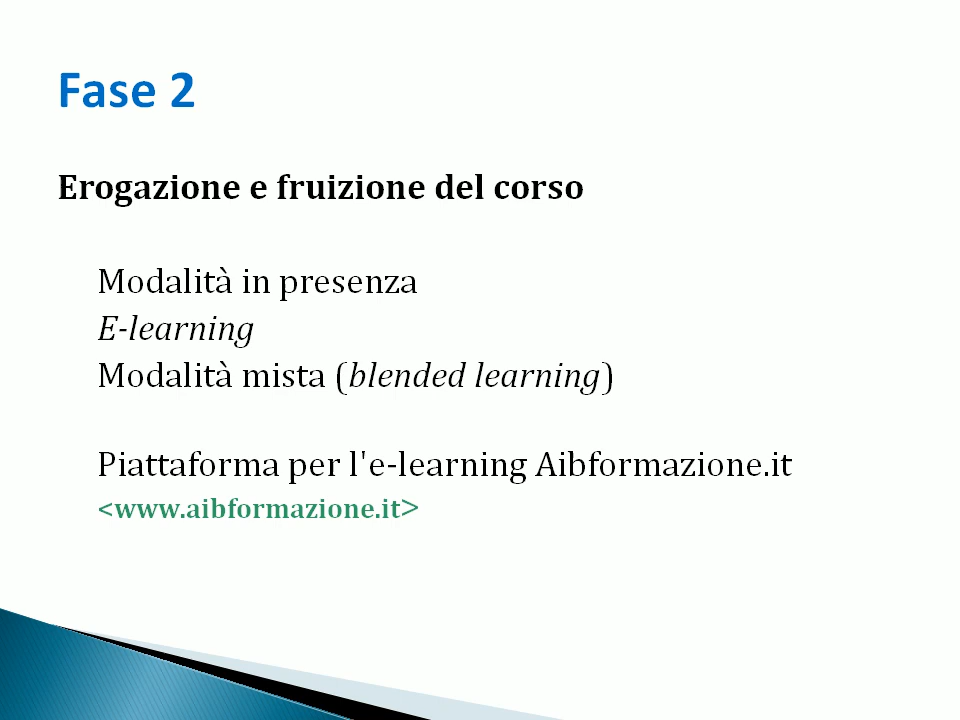 Fase 2
Erogazione e fruizione del corso
Modalità in presenza
E-learning
Modalità mista (blended learning)
Piattaforma per l'e-learning Aibformazione.it
<www.aibformazione.it>